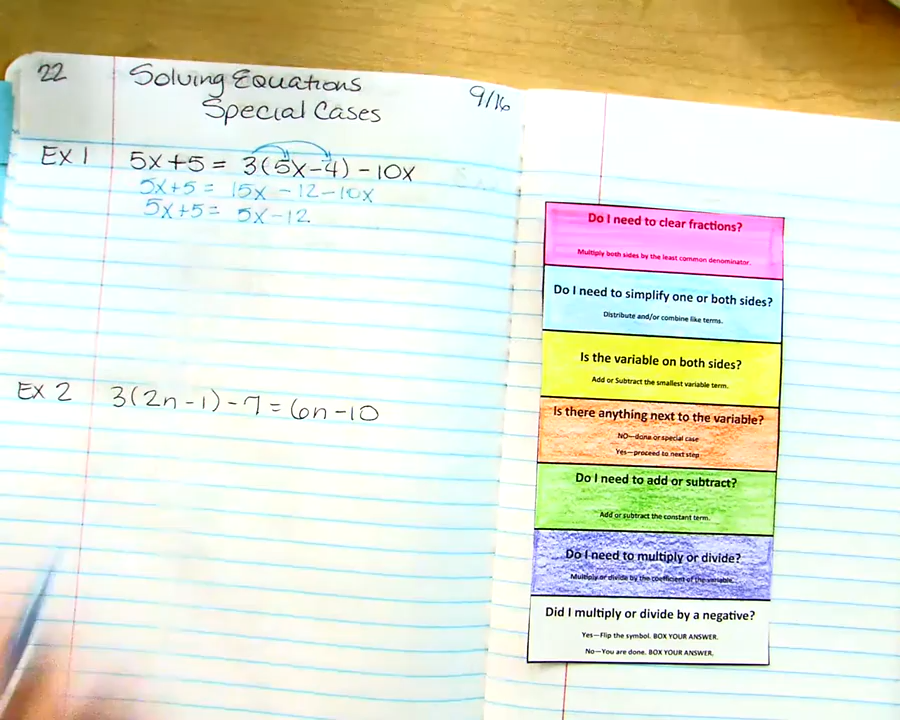 22
Solving Equations
Special Cases
9/16
Ex 1 5x+5 = 3(5x-4) - 10x
5x+5 = 15x - 12 - 10x
5x+5 = 5x - 12
Ex 2 3(2n-1) - 7 = 6n - 10
Do I need to clear fractions?
Multiply both sides by the least common denominator.
Do I need to simplify one or both sides?
Distribute and/or combine like terms.
Is the variable on both sides?
Add or Subtract the smallest variable term.
Is there anything next to the variable?
NO—done or special case
Yes—proceed to next step
Do I need to add or subtract?
Add or subtract the constant term.
Do I need to multiply or divide?
Multiply or divide by the coefficient of the variable.
Did I multiply or divide by a negative?
Yes—Flip the symbol. BOX YOUR ANSWER.
No—You are done. BOX YOUR ANSWER.